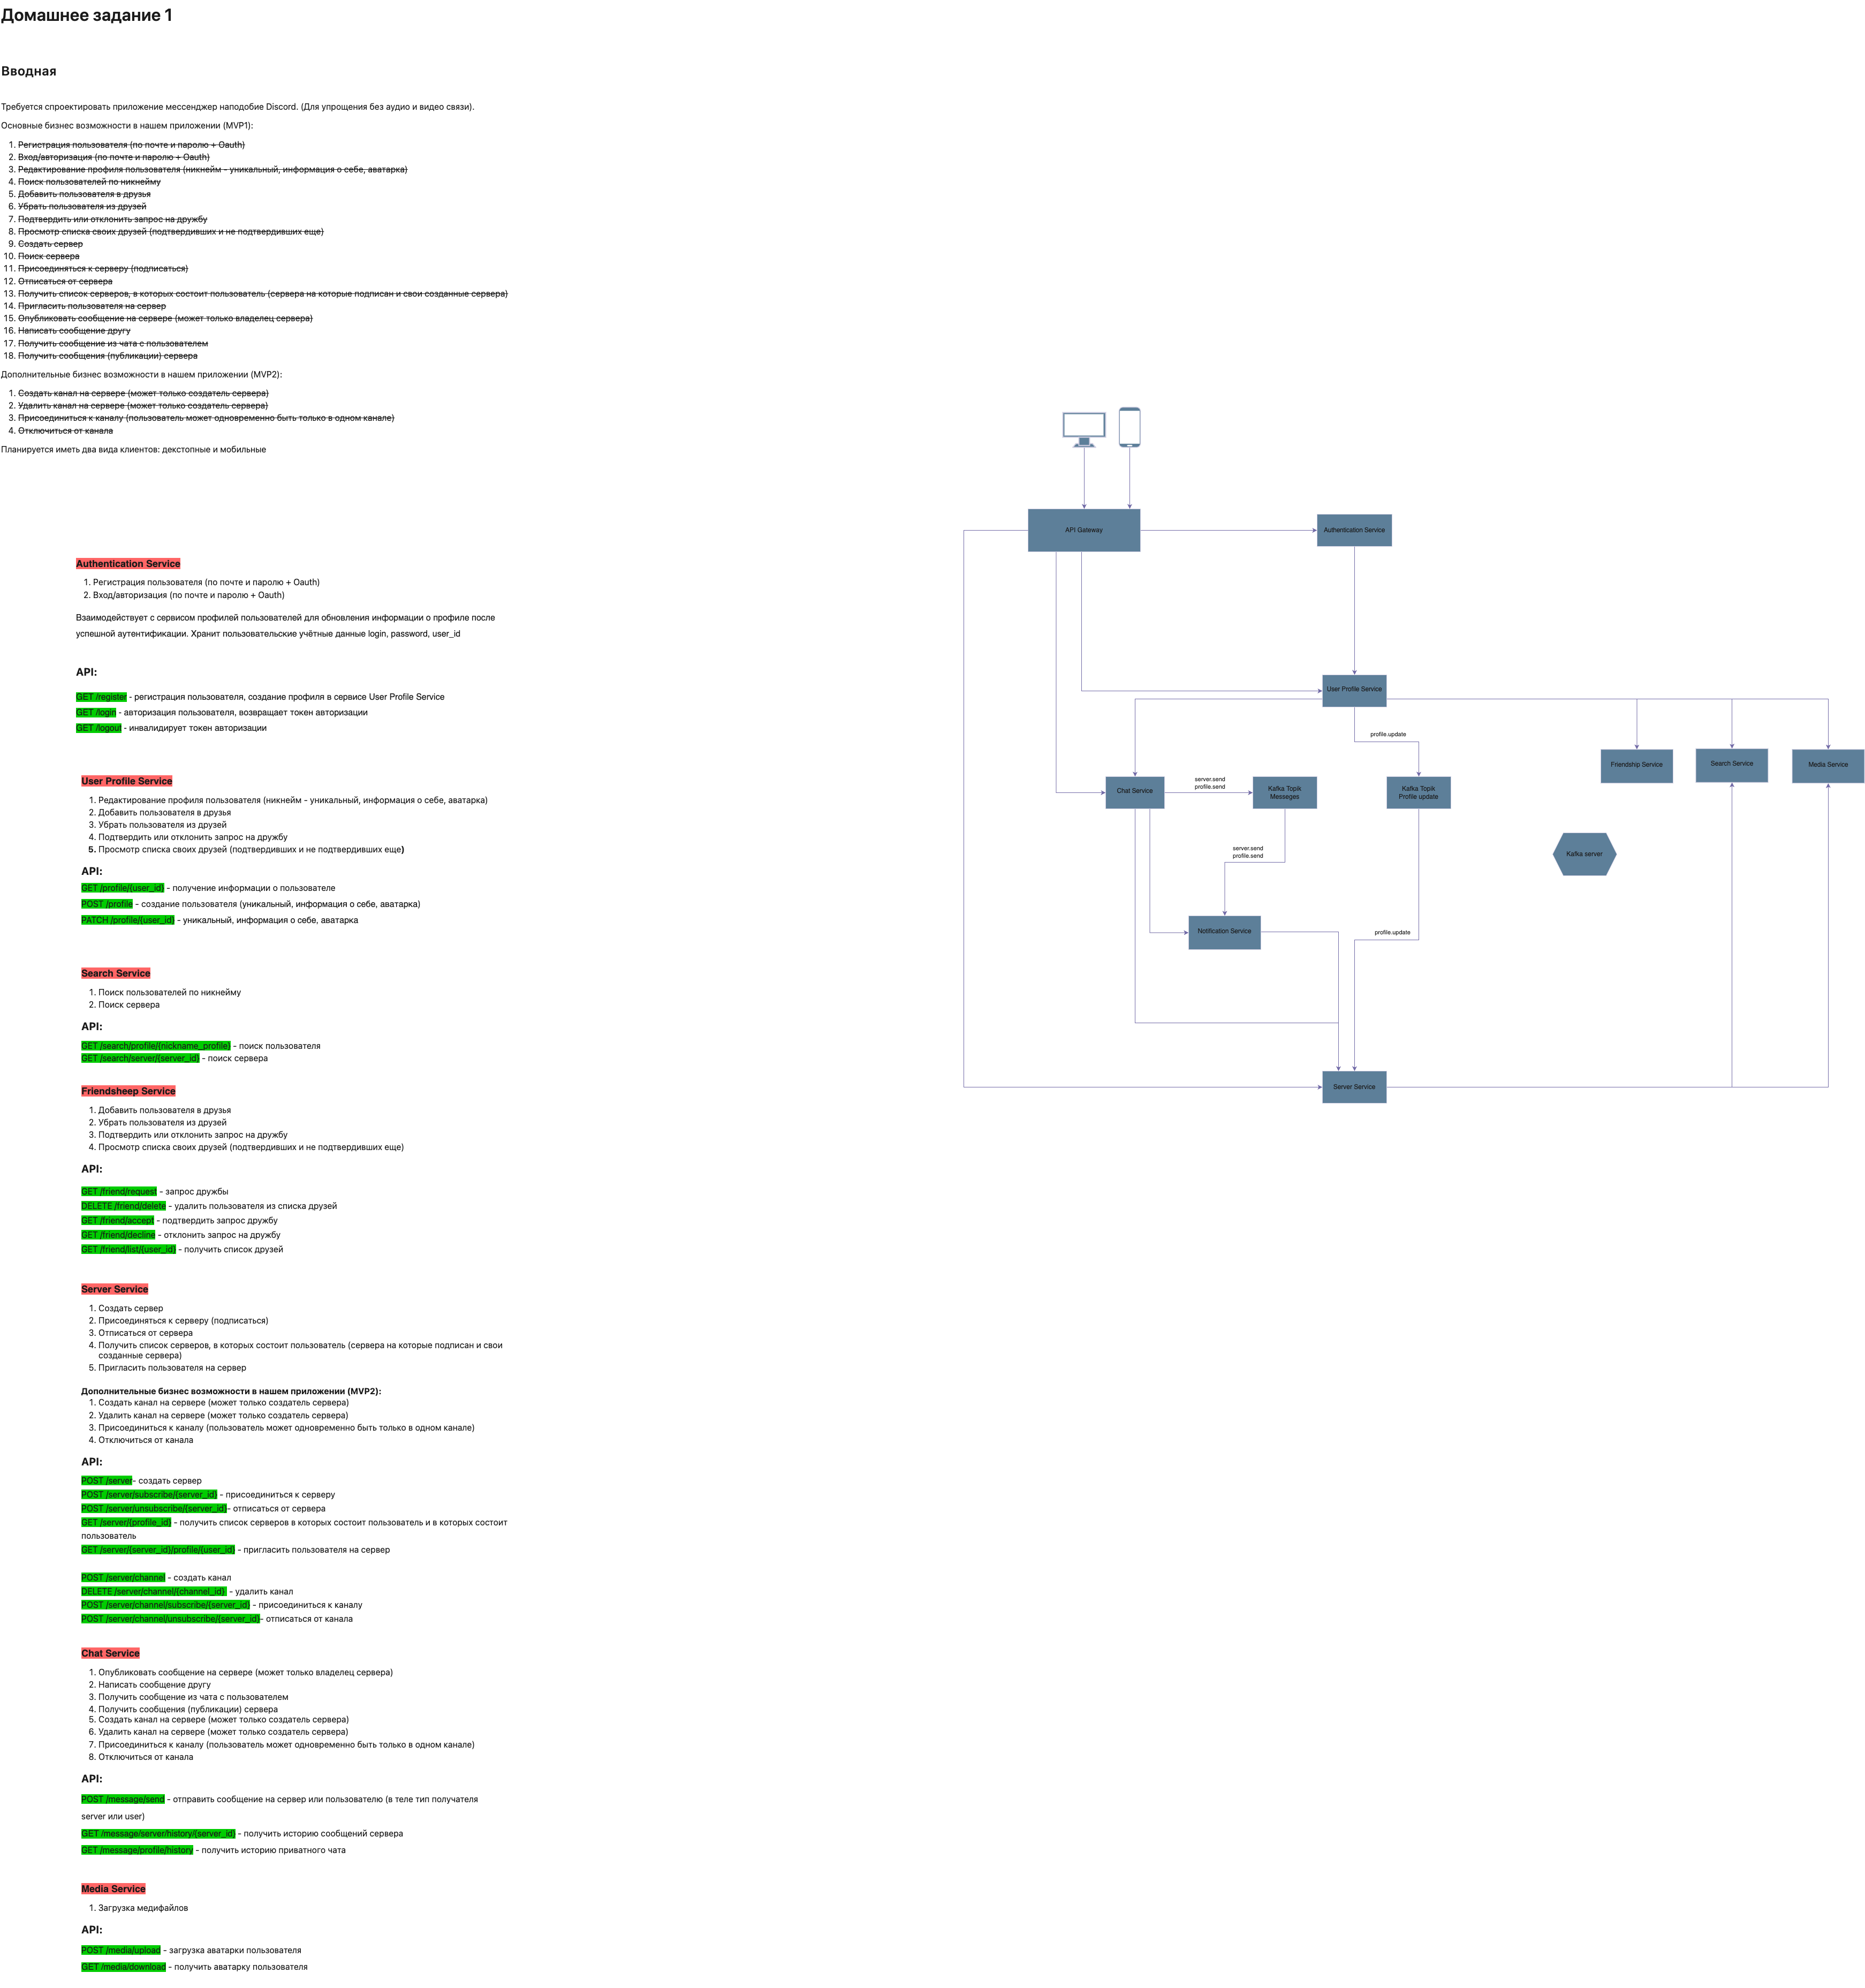 Домашнее задание 1
Вводная
Требуется спроектировать приложение мессенджер наподобие Discord. (Для упрощения без аудио и видео связи).
Основные бизнес возможности в нашем приложении (MVP1):
1. Регистрация пользователя (по почте и паролю + Oauth)
2. Вход/авторизация (по почте и паролю + Oauth)
3. Редактирование профиля пользователя (никнейм - уникальный, информация о себе, аватарка)
4. Поиск пользователей по никнейму
5. Добавить пользователя в друзья
6. Убрать пользователя из друзей
7. Подтвердить или отклонить запрос на дружбу
8. Просмотр списка своих друзей (подтвердивших и не подтвердивших еще)
9. Создать сервер
10. Поиск сервера
11. Присоединяться к серверу (подписаться)
12. Отписаться от сервера
13. Получить список серверов, в которых состоит пользователь (сервера на которые подписан и свои созданные сервера)
14. Пригласить пользователя на сервер
15. Опубликовать сообщение на сервере (может только владелец сервера)
16. Написать сообщение другу
17. Получить сообщение из чата с пользователем
18. Получить сообщения (публикации) сервера
Дополнительные бизнес возможности в нашем приложении (MVP2):
1. Создать канал на сервере (может только создатель сервера)
2. Удалить канал на сервере (может только создатель сервера)
3. Присоединиться к каналу (пользователь может одновременно быть только в одном канале)
4. Отключиться от канала
Планируется иметь два вида клиентов: декстопные и мобильные
Authentication Service
1. Регистрация пользователя (по почте и паролю + Oauth)
2. Вход/авторизация (по почте и паролю + Oauth)
Взаимодействует с сервисом профилей пользователей для обновления информации о профиле после
успешной аутентификации. Хранит пользовательские учётные данные login, password, user_id
API:
GET /register - регистрация пользователя, создание профиля в сервисе User Profile Service
GET /login - авторизация пользователя, возвращает токен авторизации
GET /logout - инвалидирует токен авторизации
User Profile Service
1. Редактирование профиля пользователя (никнейм - уникальный, информация о себе, аватарка)
2. Добавить пользователя в друзья
3. Убрать пользователя из друзей
4. Подтвердить или отклонить запрос на дружбу
5. Просмотр списка своих друзей (подтвердивших и не подтвердивших еще)
API:
GET /profile/{user_id} - получение информации о пользователе
POST /profile - создание пользователя (уникальный, информация о себе, аватарка)
PATCH /profile/{user_id} - уникальный, информация о себе, аватарка
Search Service
1. Поиск пользователей по никнейму
2. Поиск сервера
API:
GET /search/profile/{nickname_profile} - поиск пользователя
GET /search/server/{server_id} - поиск сервера
Friendsheep Service
1. Добавить пользователя в друзья
2. Убрать пользователя из друзей
3. Подтвердить или отклонить запрос на дружбу
4. Просмотр списка своих друзей (подтвердивших и не подтвердивших еще)
API:
GET /friend/request - запрос дружбы
DELETE /friend/delete - удалить пользователя из списка друзей
GET /friend/accept - подтвердить запрос дружбу
GET /friend/decline - отклонить запрос на дружбу
GET /friend/list/{user_id} - получить список друзей
Server Service
1. Создать сервер
2. Присоединяться к серверу (подписаться)
3. Отписаться от сервера
4. Получить список серверов, в которых состоит пользователь (сервера на которые подписан и свои
созданные сервера)
5. Пригласить пользователя на сервер
Дополнительные бизнес возможности в нашем приложении (MVP2):
1. Создать канал на сервере (может только создатель сервера)
2. Удалить канал на сервере (может только создатель сервера)
3. Присоединиться к каналу (пользователь может одновременно быть только в одном канале)
4. Отключиться от канала
API:
POST /server- создать сервер
POST /server/subscribe/{server_id} - присоединиться к серверу
POST /server/unsubscribe/{server_id}- отписаться от сервера
GET /server/{profile_id} - получить список серверов в которых состоит пользователь и в которых состоит
пользователь
GET /server/{server_id}/profile/{user_id} - пригласить пользователя на сервер
POST /server/channel - создать канал
DELETE /server/channel/{channel_id} - удалить канал
POST /server/channel/subscribe/{server_id} - присоединиться к каналу
POST /server/channel/unsubscribe/{server_id}- отписаться от канала
Chat Service
1. Опубликовать сообщение на сервере (может только владелец сервера)
2. Написать сообщение другу
3. Получить сообщение из чата с пользователем
4. Получить сообщения (публикации) сервера
5. Создать канал на сервере (может только создатель сервера)
6. Удалить канал на сервере (может только создатель сервера)
7. Присоединиться к каналу (пользователь может одновременно быть только в одном канале)
8. Отключиться от канала
API:
POST /message/send - отправить сообщение на сервер или пользователю (в теле тип получателя
server или user)
GET /message/server/history/{server_id} - получить историю сообщений сервера
GET /message/profile/history - получить историю приватного чата
Media Service
1. Загрузка медифайлов
API:
POST /media/upload - загрузка аватарки пользователя
GET /media/download - получить аватарку пользователя
API Gateway
Authentication Service
User Profile Service
profile.update
Friendship Service
Search Service
Media Service
Chat Service
server.send
profile.send
Kafka Topik
Messeges
Kafka Topik
Profile update
server.send
profile.send
Kafka server
Notification Service
profile.update
Server Service